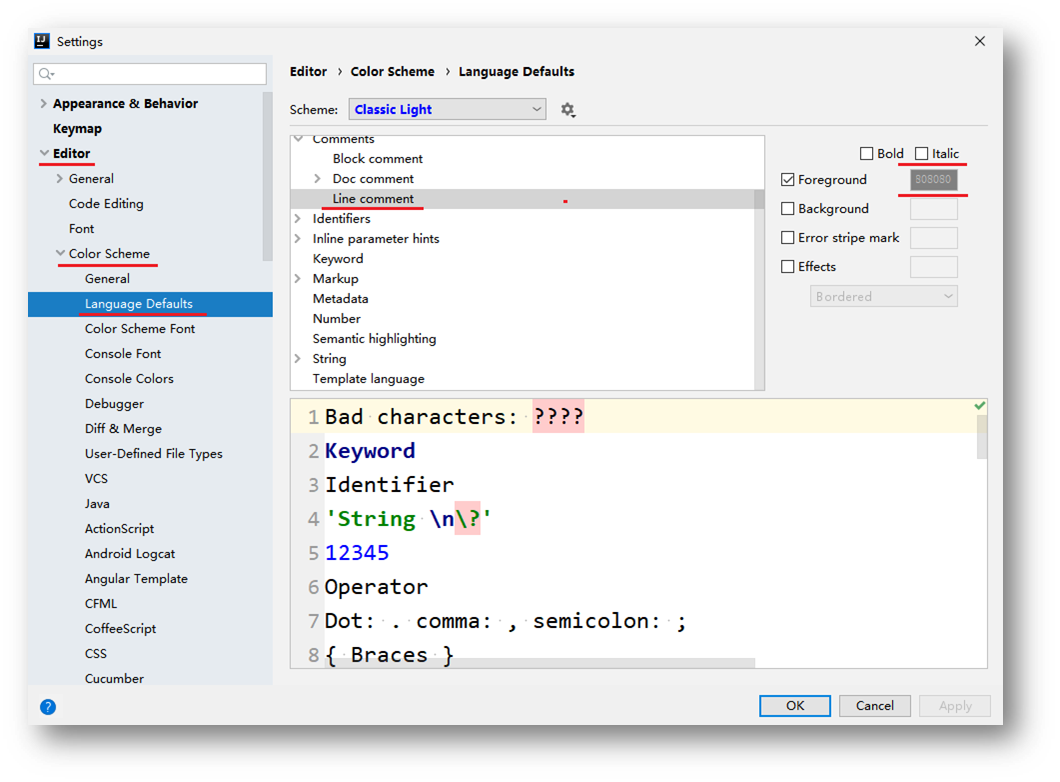 IJ Settings
Editor › Color Scheme › Language Defaults
Scheme: Classic Light
Appearance & Behavior
Keymap
Editor
General
Code Editing
Font
Color Scheme
General
Language Defaults
Color Scheme Font
Console Font
Console Colors
Debugger
Diff & Merge
User-Defined File Types
VCS
Java
ActionScript
Android Logcat
Angular Template
CFML
CoffeeScript
CSS
Cucumber
Comments
Block comment
Doc comment
Line comment
Identifiers
Inline parameter hints
Keyword
Markup
Metadata
Number
Semantic highlighting
String
Template language
Bold Italic
Foreground 808080
Background
Error stripe mark
Effects
Bordered
1 Bad characters: ????
2 Keyword
3 Identifier
4 'String \n\?'
5 12345
6 Operator
7 Dot: . comma: , semicolon: ;
8 { Braces }
? OK Cancel Apply